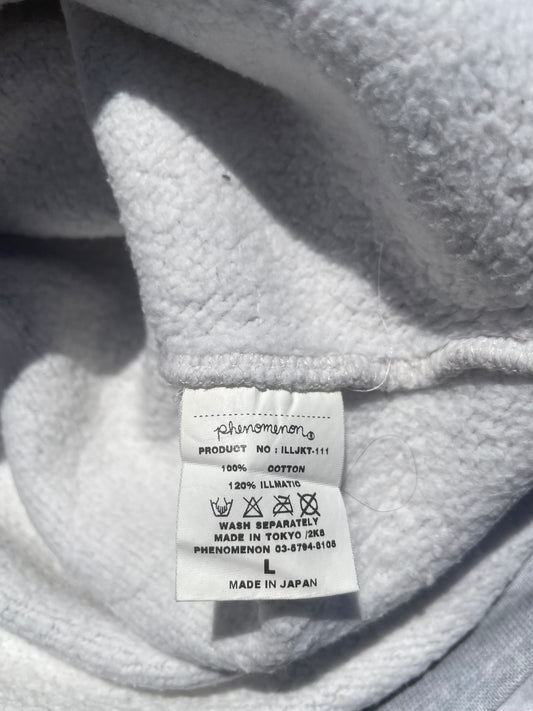 phenomenon®
PRODUCT NO : ILLJKT-111
100% COTTON
120% ILLMATIC
WASH SEPARATELY
MADE IN TOKYO /2K8
PHENOMENON 03-5794-8105
L
MADE IN JAPAN